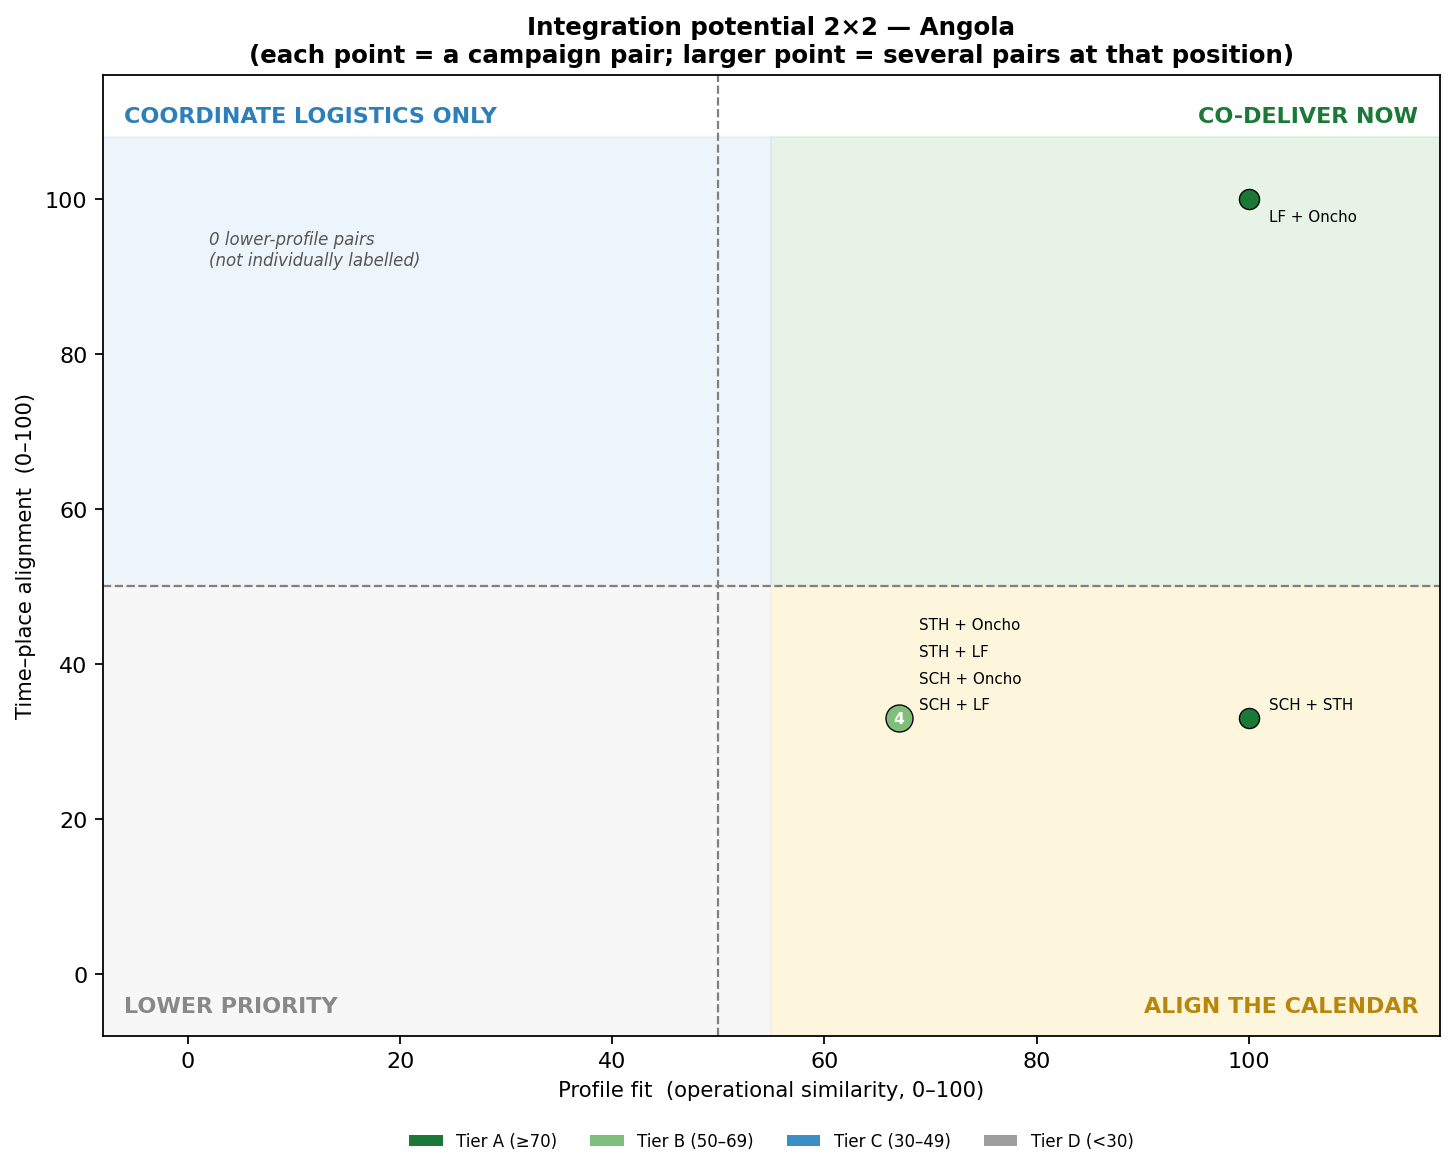 Integration potential 2×2 — Angola
(each point = a campaign pair; larger point = several pairs at that position)
COORDINATE LOGISTICS ONLY
CO-DELIVER NOW
100
LF + Oncho
0 lower-profile pairs
(not individually labelled)
80
60
Time–place alignment  (0–100)
STH + Oncho
STH + LF
40
SCH + Oncho
SCH + LF
SCH + STH
4
20
0
LOWER PRIORITY
ALIGN THE CALENDAR
0
20
40
60
80
100
Profile fit  (operational similarity, 0–100)
Tier A (≥70)
Tier B (50–69)
Tier C (30–49)
Tier D (<30)